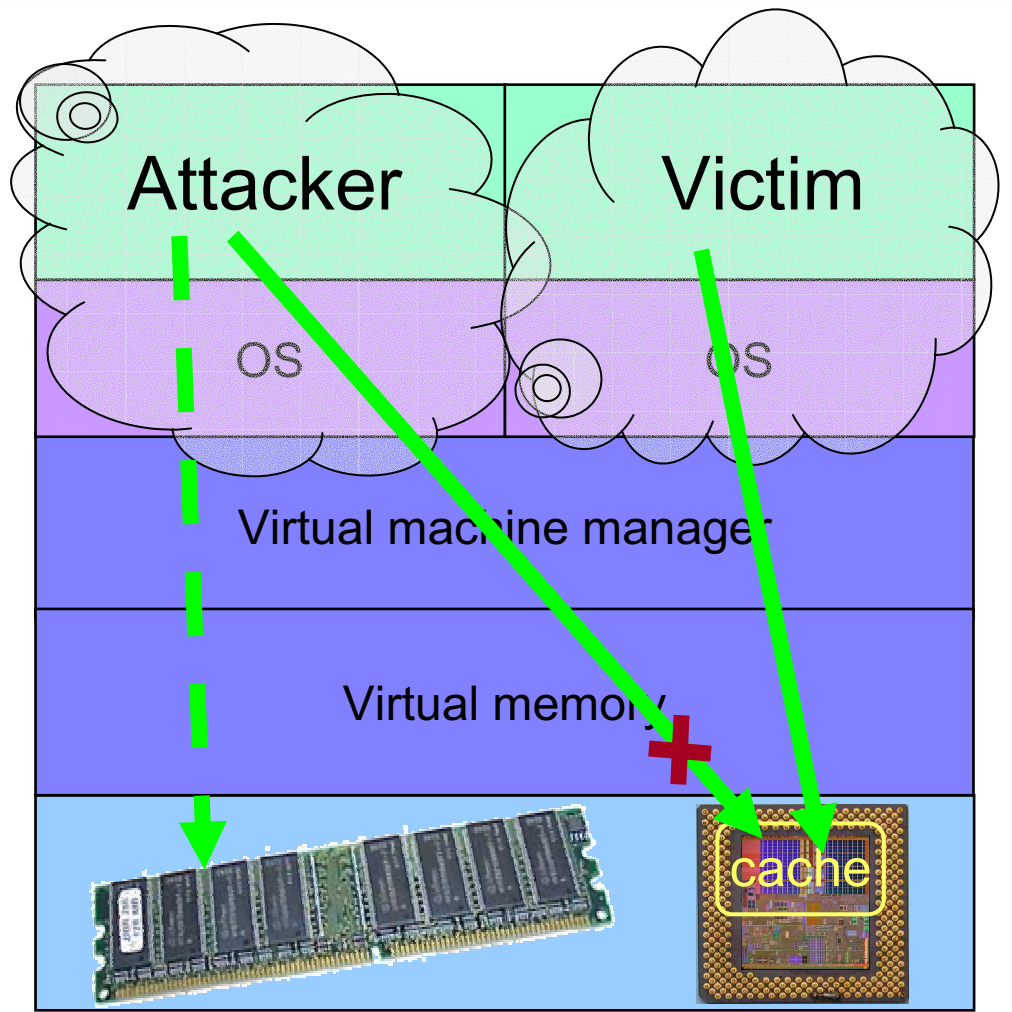 Attacker
Victim
OS
OS
Virtual machine manager
Virtual memory
cache